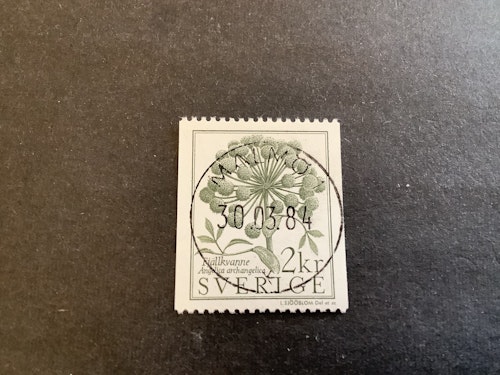 MALMÖ
30.03.84
Fjällkvanne
Angelica archangelica
2kr
SVERIGE
L.SJÖÖBLOM Del et sc.